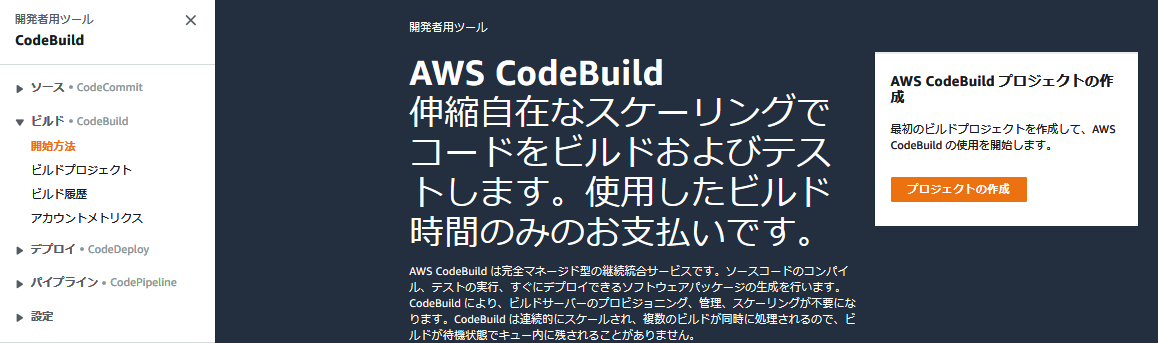 開発者用ツール
CodeBuild
ソース • CodeCommit
ビルド • CodeBuild
開始方法
ビルドプロジェクト
ビルド履歴
アカウントメトリクス
デプロイ • CodeDeploy
パイプライン • CodePipeline
設定
開発者用ツール
AWS CodeBuild
伸縮自在なスケーリングで
コードをビルドおよびテス
トします。使用したビルド
時間のみのお支払いです。
AWS CodeBuild は完全マネージド型の継続統合サービスです。ソースコードのコンパイ
ル、テストの実行、すぐにデプロイできるソフトウェアパッケージの生成を行います。
CodeBuild により、ビルドサーバーのプロビジョニング、管理、スケーリングが不要にな
ります。CodeBuild は連続的にスケールされ、複数のビルドが同時に処理されるので、ビ
ルドが待機状態でキュー内に残されることがありません。
AWS CodeBuild プロジェクトの作
成
最初のビルドプロジェクトを作成して、AWS
CodeBuild の使用を開始します。
プロジェクトの作成